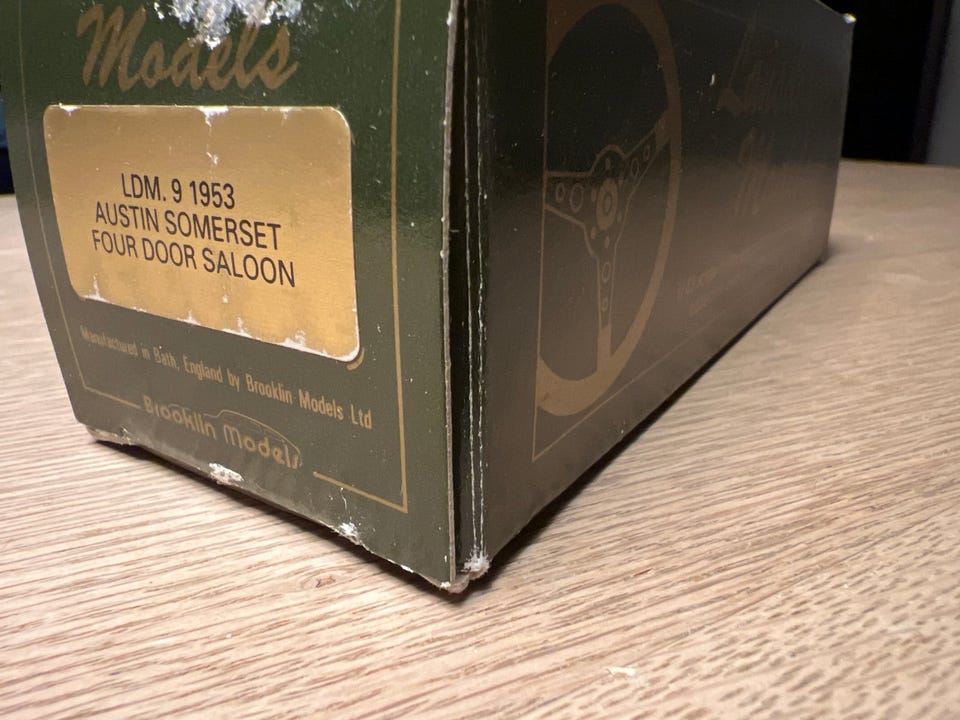 Models
LDM. 9 1953
AUSTIN SOMERSET
FOUR DOOR SALOON
Manufactured in Bath, England by Brooklin Models Ltd
Brooklin Models